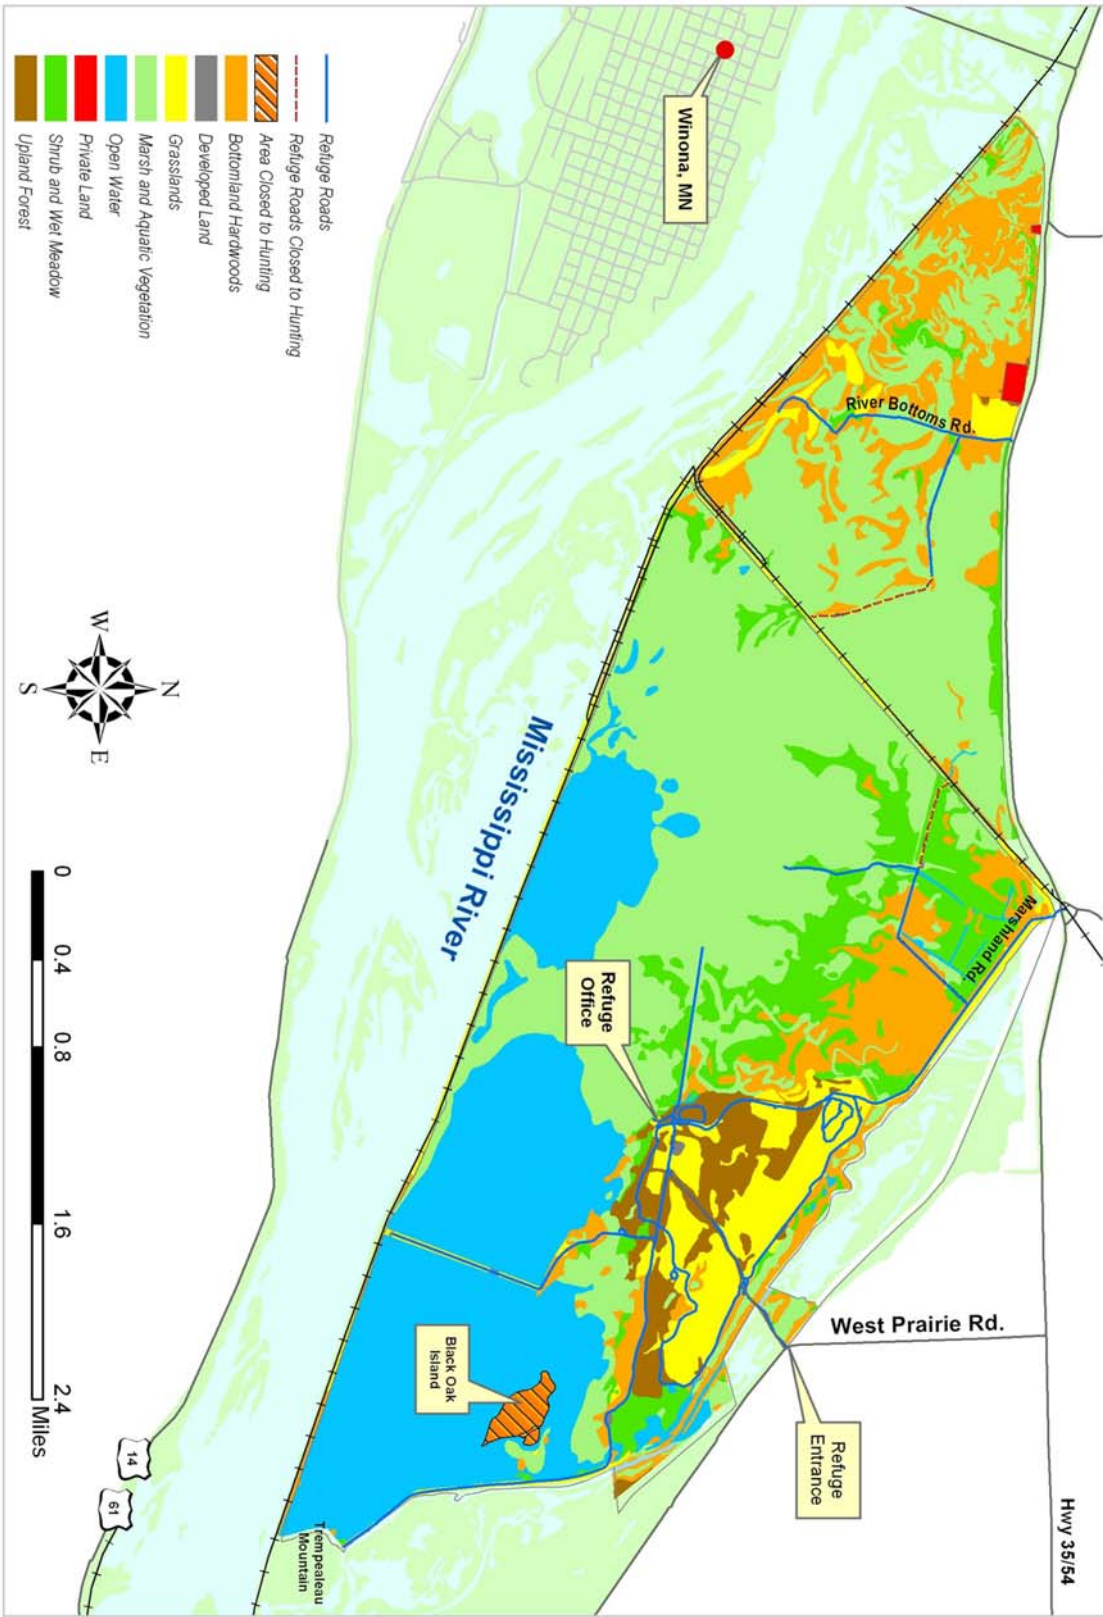 Winona, MN
River Bottoms Rd.
Marshland Rd.
Refuge
Office
West Prairie Rd.
Refuge
Entrance
Hwy 35/54
Black Oak
Island
Trempealeau
Mountain
Mississippi River
14
61
Refuge Roads
Refuge Roads Closed to Hunting
Area Closed to Hunting
Bottomland Hardwoods
Developed Land
Grasslands
Marsh and Aquatic Vegetation
Open Water
Private Land
Shrub and Wet Meadow
Upland Forest
N
W
E
S
0 0.4 0.8 1.6 2.4
Miles